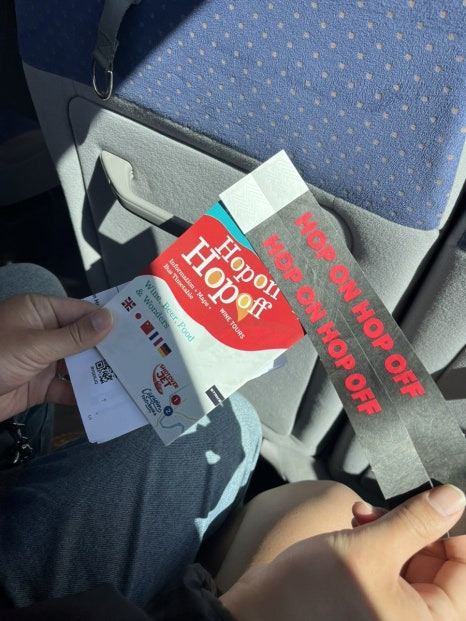 Hop on
Hop off
WINE TOURS
Information • Maps •
Bus Timetable
Wine, Beer, Food
& Wonders
HOP ON HOP OFF
HOP ON HOP OFF